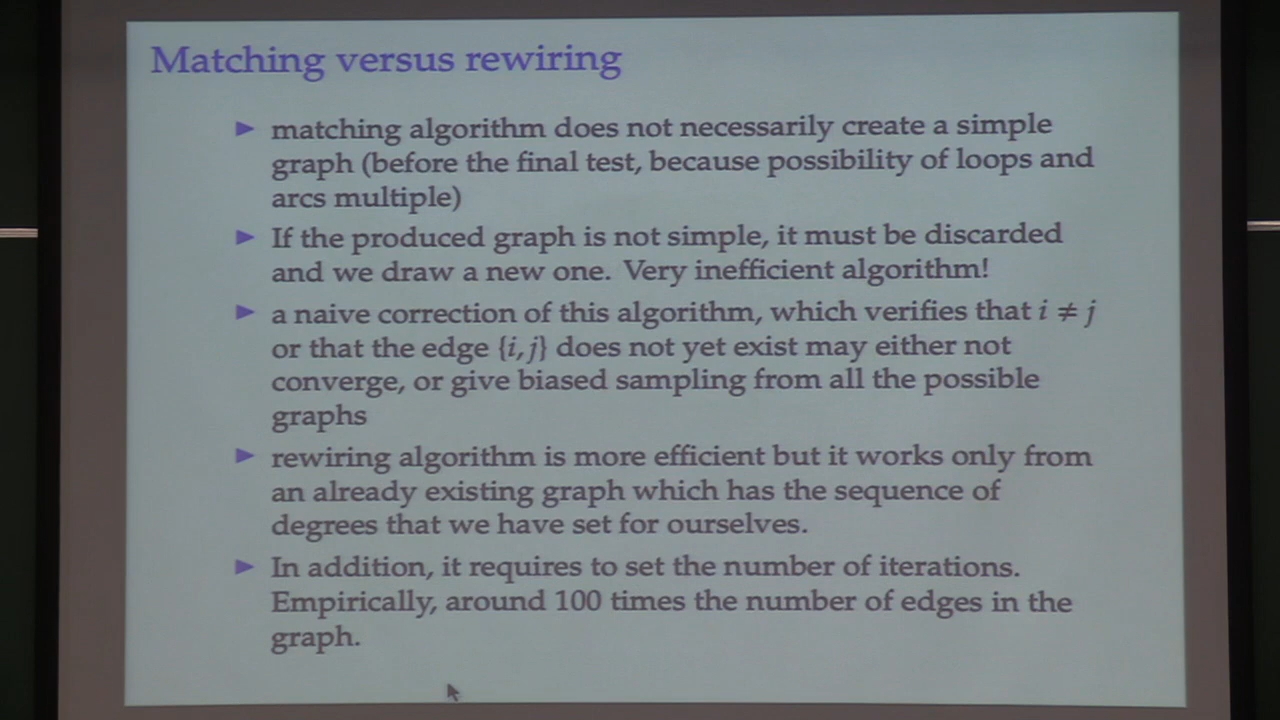 Matching versus rewiring
▶ matching algorithm does not necessarily create a simple
graph (before the final test, because possibility of loops and
arcs multiple)
▶ If the produced graph is not simple, it must be discarded
and we draw a new one. Very inefficient algorithm!
▶ a naive correction of this algorithm, which verifies that i ≠ j
or that the edge {i, j} does not yet exist may either not
converge, or give biased sampling from all the possible
graphs
▶ rewiring algorithm is more efficient but it works only from
an already existing graph which has the sequence of
degrees that we have set for ourselves.
▶ In addition, it requires to set the number of iterations.
Empirically, around 100 times the number of edges in the
graph.